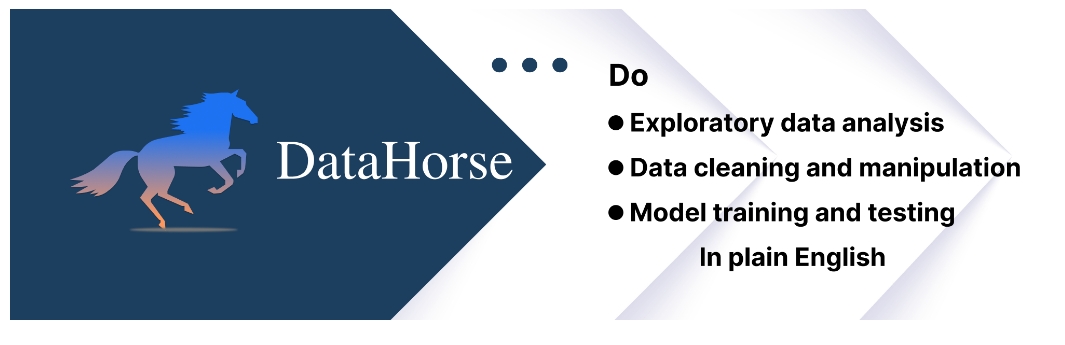 DataHorse
Do
● Exploratory data analysis
● Data cleaning and manipulation
● Model training and testing
In plain English